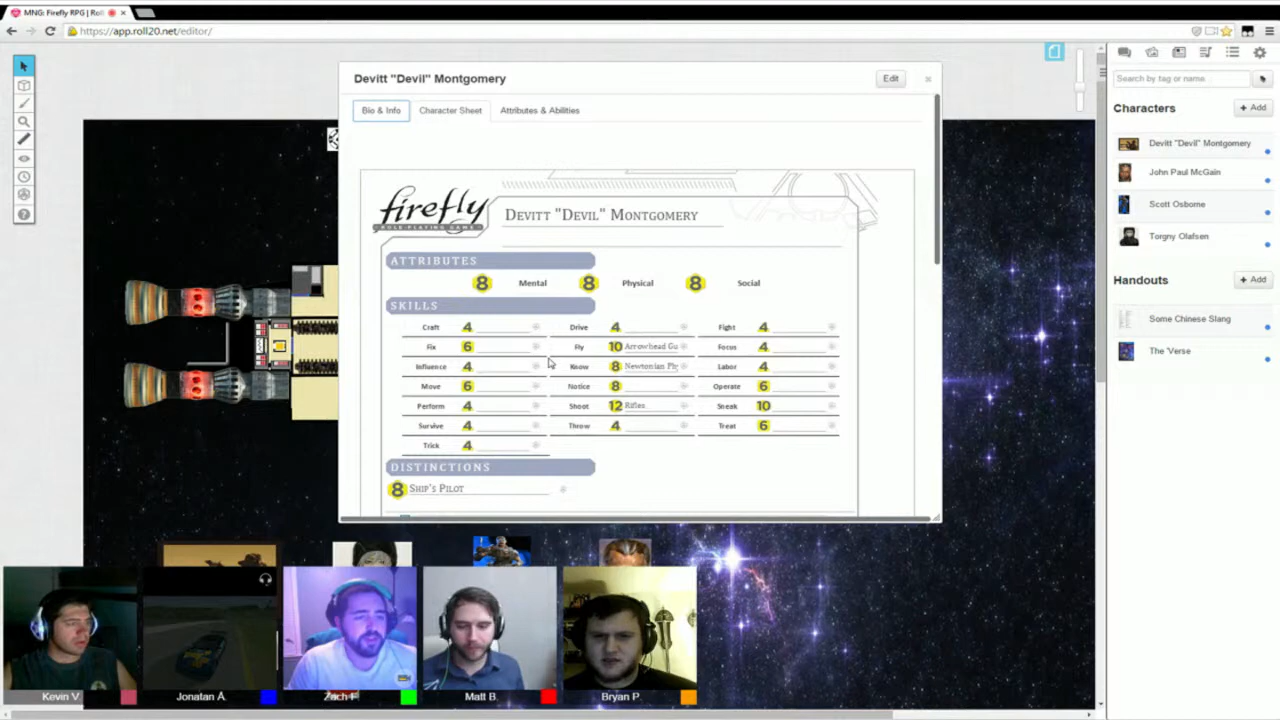 MNG: Firefly RPG | Roll
https://app.roll20.net/editor/
Devitt "Devil" Montgomery
Edit
Bio & Info
Character Sheet
Attributes & Abilities
firefly
ROLE-PLAYING GAME
DEVITT "DEVIL" MONTGOMERY
ATTRIBUTES
8 Mental 8 Physical 8 Social
SKILLS
Craft 4 Drive 4 Fight 4
Fix 6 Fly 10 Arrowhead Gu Focus 4
Influence 4 Know 8 Newtonian Phy Labor 4
Move 6 Notice 8 Operate 6
Perform 4 Shoot 12 Rifles Sneak 10
Survive 4 Throw 4 Treat 6
Trick 4
DISTINCTIONS
8 SHIP'S PILOT
Search by tag or name
Characters
+ Add
Devitt "Devil" Montgomery
John Paul McGain
Scott Osborne
Torgny Olafsen
Handouts
+ Add
Some Chinese Slang
The 'Verse
Kevin V.
Jonatan A.
Zach F.
Matt B.
Bryan P.